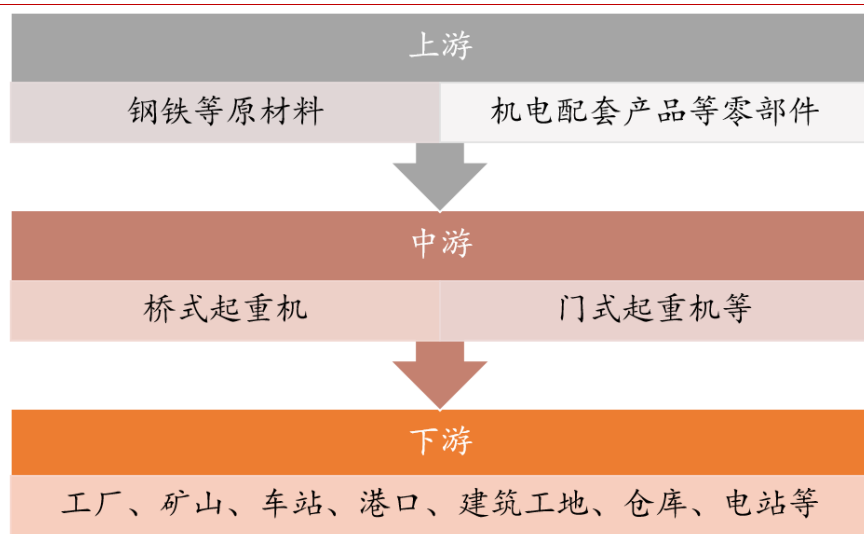 上游
钢铁等原材料 机电配套产品等零部件
中游
桥式起重机 门式起重机等
下游
工厂、矿山、车站、港口、建筑工地、仓库、电站等